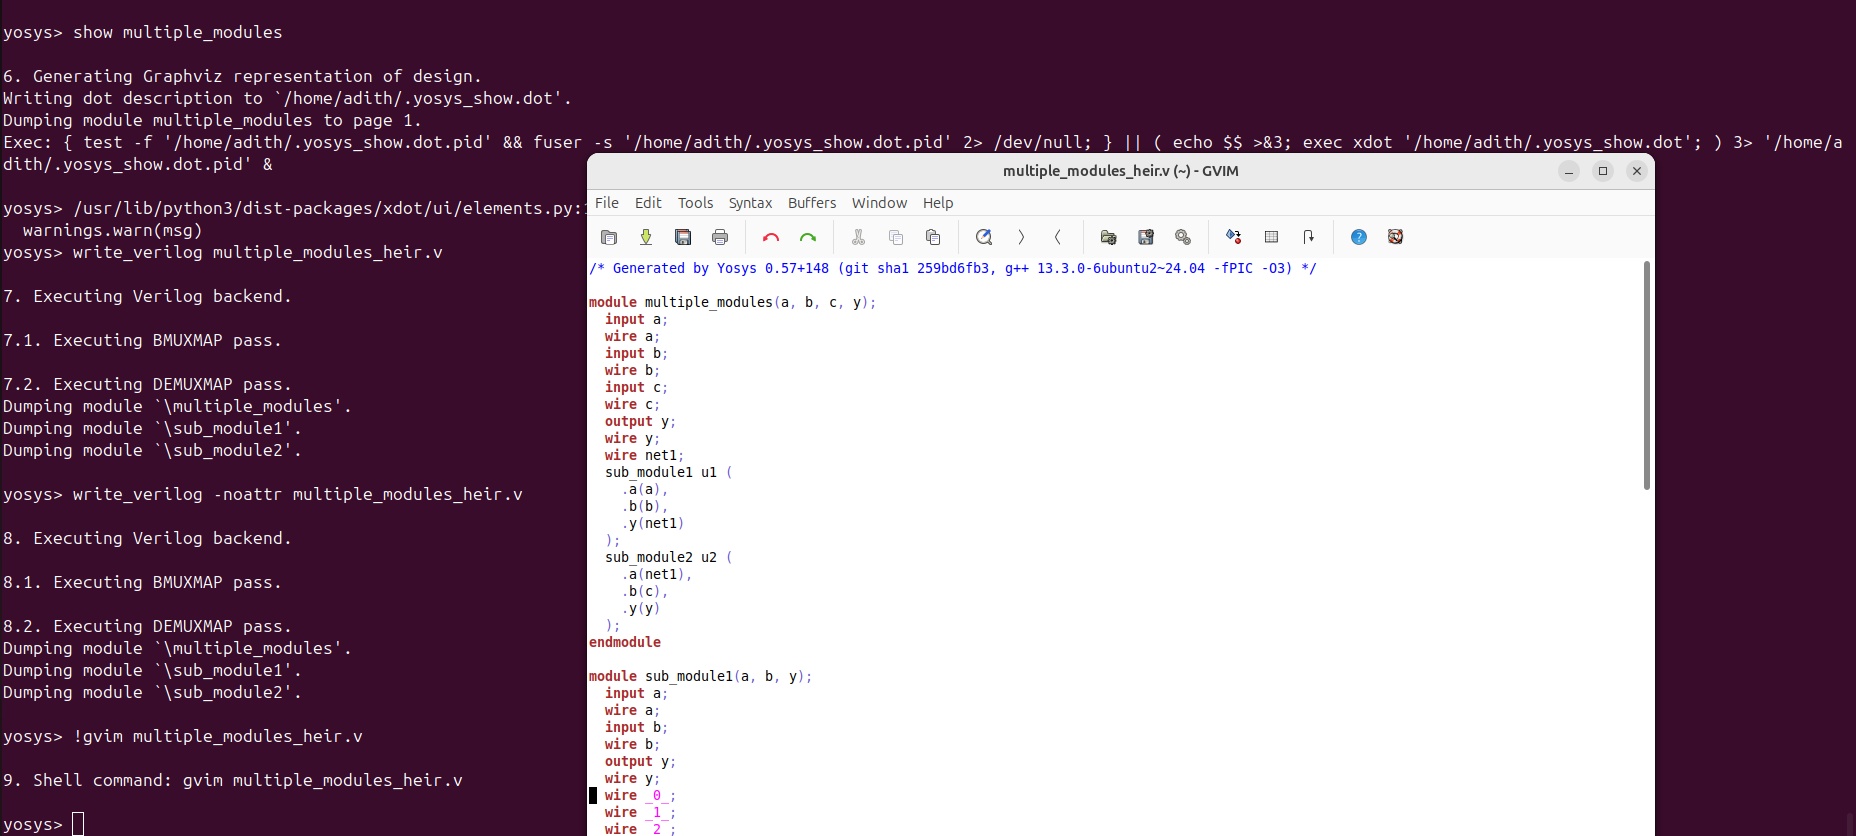 yosys> show multiple_modules
6. Generating Graphviz representation of design.
Writing dot description to `/home/adith/.yosys_show.dot'.
Dumping module multiple_modules to page 1.
Exec: { test -f '/home/adith/.yosys_show.dot.pid' && fuser -s '/home/adith/.yosys_show.dot.pid' 2> /dev/null; } || ( echo $$ >&3; exec xdot '/home/adith/.yosys_show.dot'; ) 3> '/home/a
dith/.yosys_show.dot.pid' &
yosys> /usr/lib/python3/dist-packages/xdot/ui/elements.py:
warnings.warn(msg)
yosys> write_verilog multiple_modules_heir.v
7. Executing Verilog backend.
7.1. Executing BMUXMAP pass.
7.2. Executing DEMUXMAP pass.
Dumping module `\multiple_modules'.
Dumping module `\sub_module1'.
Dumping module `\sub_module2'.
yosys> write_verilog -noattr multiple_modules_heir.v
8. Executing Verilog backend.
8.1. Executing BMUXMAP pass.
8.2. Executing DEMUXMAP pass.
Dumping module `\multiple_modules'.
Dumping module `\sub_module1'.
Dumping module `\sub_module2'.
yosys> !gvim multiple_modules_heir.v
9. Shell command: gvim multiple_modules_heir.v
yosys>
multiple_modules_heir.v (~) - GVIM
File Edit Tools Syntax Buffers Window Help
/* Generated by Yosys 0.57+148 (git sha1 259bd6fb3, g++ 13.3.0-6ubuntu2~24.04 -fPIC -O3) */
module multiple_modules(a, b, c, y);
input a;
wire a;
input b;
wire b;
input c;
wire c;
output y;
wire y;
wire net1;
sub_module1 u1 (
.a(a),
.b(b),
.y(net1)
);
sub_module2 u2 (
.a(net1),
.b(c),
.y(y)
);
endmodule
module sub_module1(a, b, y);
input a;
wire a;
input b;
wire b;
output y;
wire y;
wire _0_;
wire _1_;
wire _2_;